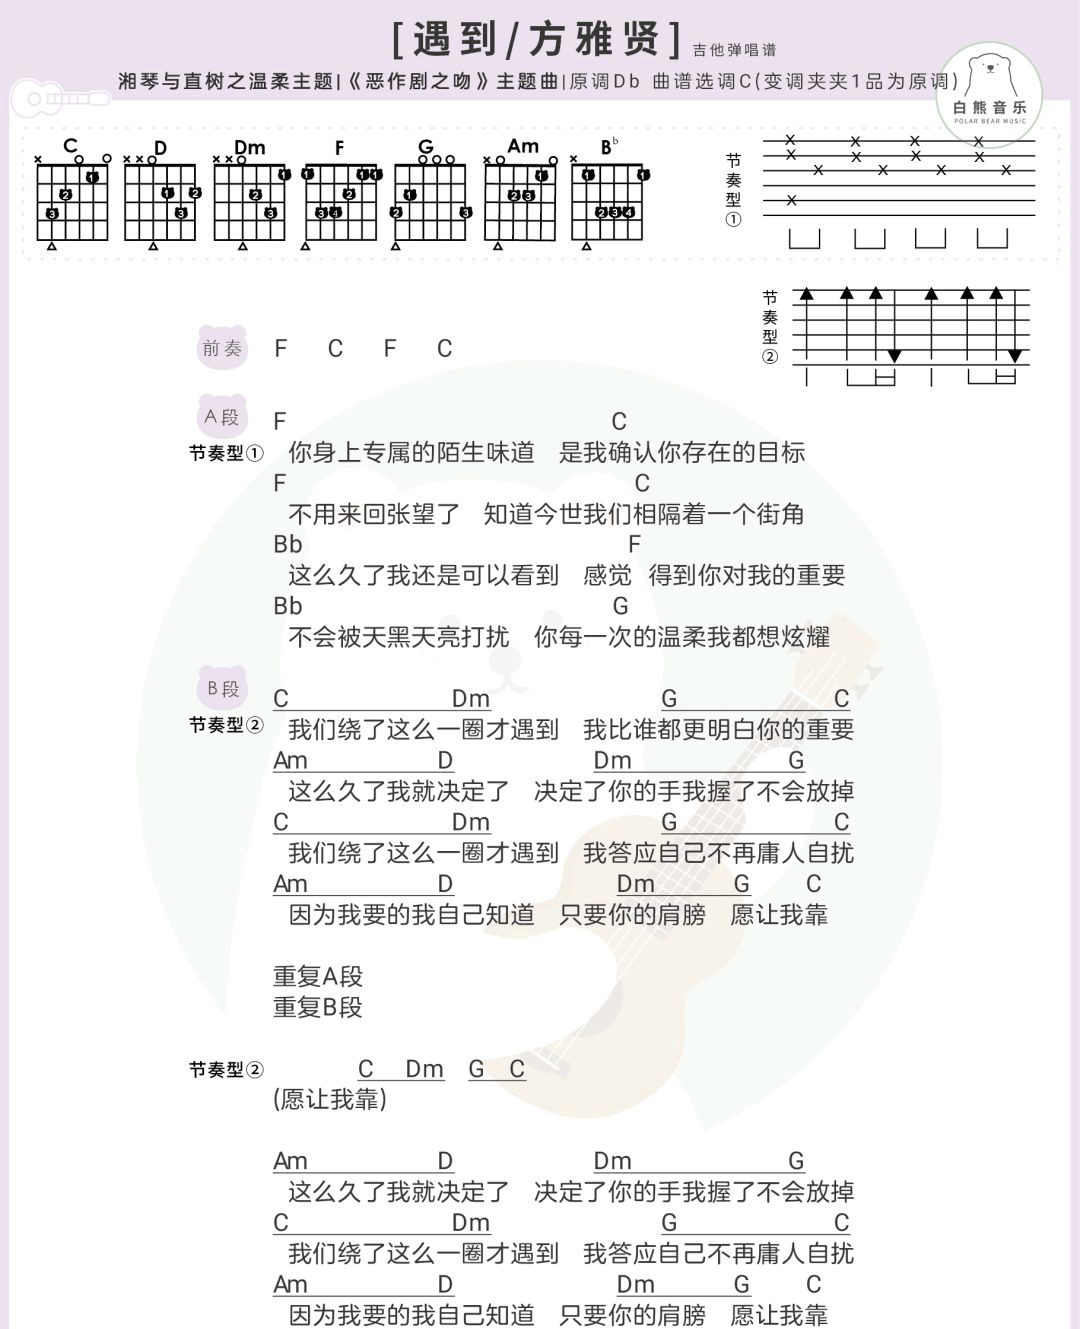 [遇到/方雅贤] 吉他弹唱谱
湘琴与直树之温柔主题|《恶作剧之吻》主题曲|原调Db 曲谱选调C(变调夹夹1品为原调)
白熊音乐
POLAR BEAR MUSIC
C D Dm F G Am B♭
节奏型①
节奏型②
前奏 F C F C
A段
F C
节奏型① 你身上专属的陌生味道 是我确认你存在的目标
F C
不用来回张望了 知道今世我们相隔着一个街角
Bb F
这么久了我还是可以看到 感觉 得到你对我的重要
Bb G
不会被天黑天亮打扰 你每一次的温柔我都想炫耀
B段
C Dm G C
节奏型② 我们绕了这么一圈才遇到 我比谁都更明白你的重要
Am D Dm G
这么久了我就决定了 决定了你的手我握了不会放掉
C Dm G C
我们绕了这么一圈才遇到 我答应自己不再庸人自扰
Am D Dm G C
因为我要的我自己知道 只要你的肩膀 愿让我靠
重复A段
重复B段
节奏型② C Dm G C
(愿让我靠)
Am D Dm G
这么久了我就决定了 决定了你的手我握了不会放掉
C Dm G C
我们绕了这么一圈才遇到 我答应自己不再庸人自扰
Am D Dm G C
因为我要的我自己知道 只要你的肩膀 愿让我靠